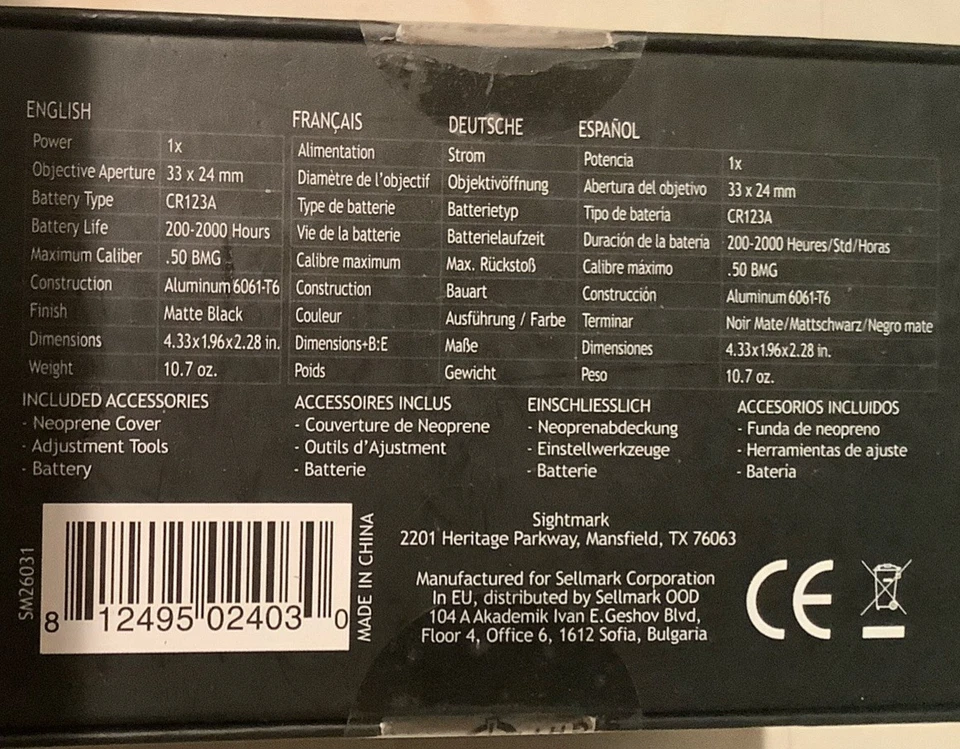 ENGLISH
Power 1x
Objective Aperture 33 x 24 mm
Battery Type CR123A
Battery Life 200-2000 Hours
Maximum Caliber .50 BMG
Construction Aluminum 6061-T6
Finish Matte Black
Dimensions 4.33x1.96x2.28 in.
Weight 10.7 oz.
FRANÇAIS
Alimentation
Diamètre de l'objectif
Type de batterie
Vie de la batterie
Calibre maximum
Construction
Couleur
Dimensions+B:E
Poids
DEUTSCHE
Strom
Objektivöffnung
Batterietyp
Batterielaufzeit
Max. Rückstoß
Bauart
Ausführung / Farbe
Maße
Gewicht
ESPAÑOL
Potencia 1x
Abertura del objetivo 33 x 24 mm
Tipo de bateria CR123A
Duración de la bateria 200-2000 Heures/Std/Horas
Calibre máximo .50 BMG
Construcción Aluminum 6061-T6
Terminar Noir Mate/Mattschwarz/Negro mate
Dimensiones 4.33x1.96x2.28 in.
Peso 10.7 oz.
INCLUDED ACCESSORIES
- Neoprene Cover
- Adjustment Tools
- Battery
ACCESSOIRES INCLUS
- Couverture de Neoprene
- Outils d'Ajustment
- Batterie
EINSCHLIESSLICH
- Neoprenabdeckung
- Einstellwerkzeuge
- Batterie
ACCESORIOS INCLUIDOS
- Funda de neopreno
- Herramientas de ajuste
- Bateria
SM26031
8 12495 02403 0
MADE IN CHINA
Sightmark
2201 Heritage Parkway, Mansfield, TX 76063
Manufactured for Sellmark Corporation
In EU, distributed by Sellmark OOD
104 A Akademik Ivan E.Geshov Blvd,
Floor 4, Office 6, 1612 Sofia, Bulgaria
CE